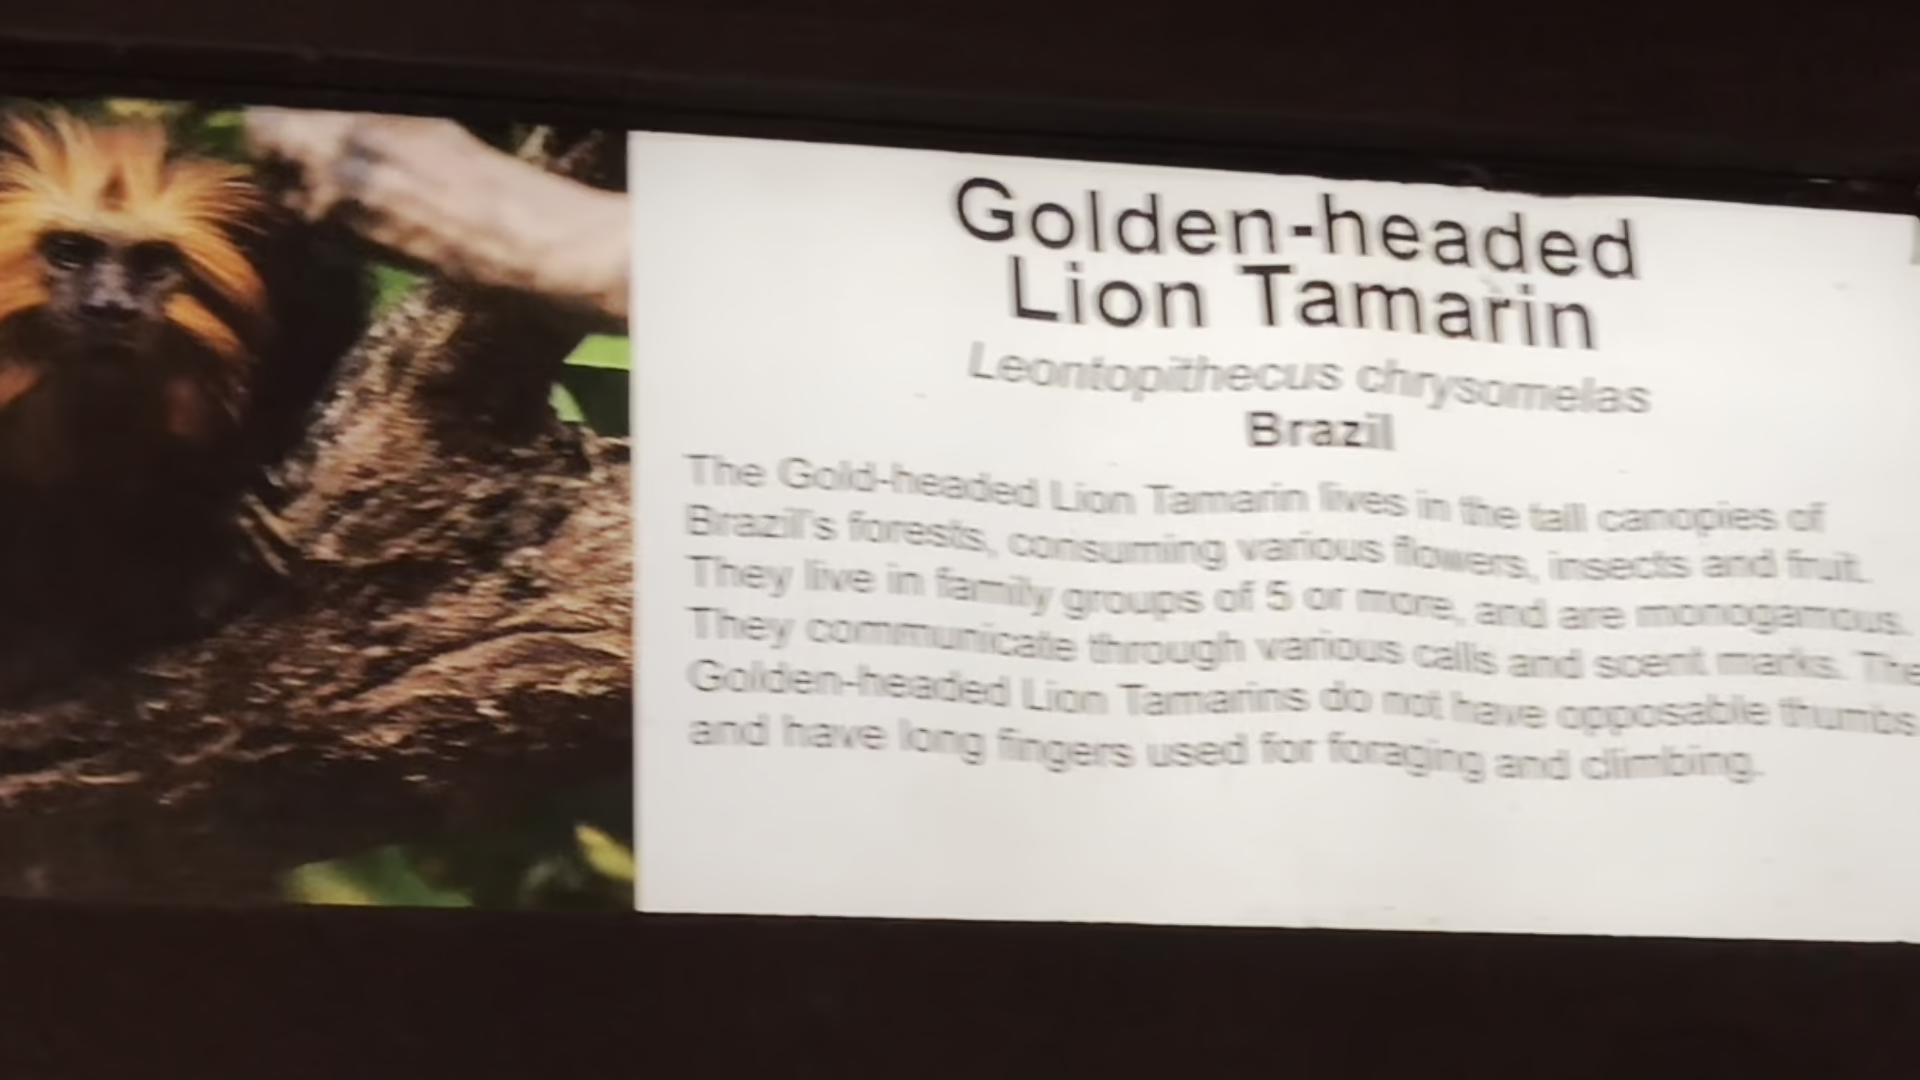 Golden-headed
Lion Tamarin
Leontopithecus chrysomelas
Brazil
The Gold-headed Lion Tamarin lives in the tall canopies of
Brazil's forests, consuming various flowers, insects and fruit.
They live in family groups of 5 or more, and are monogamous.
They communicate through various calls and scent marks. The
Golden-headed Lion Tamarins do not have opposable thumbs
and have long fingers used for foraging and climbing.